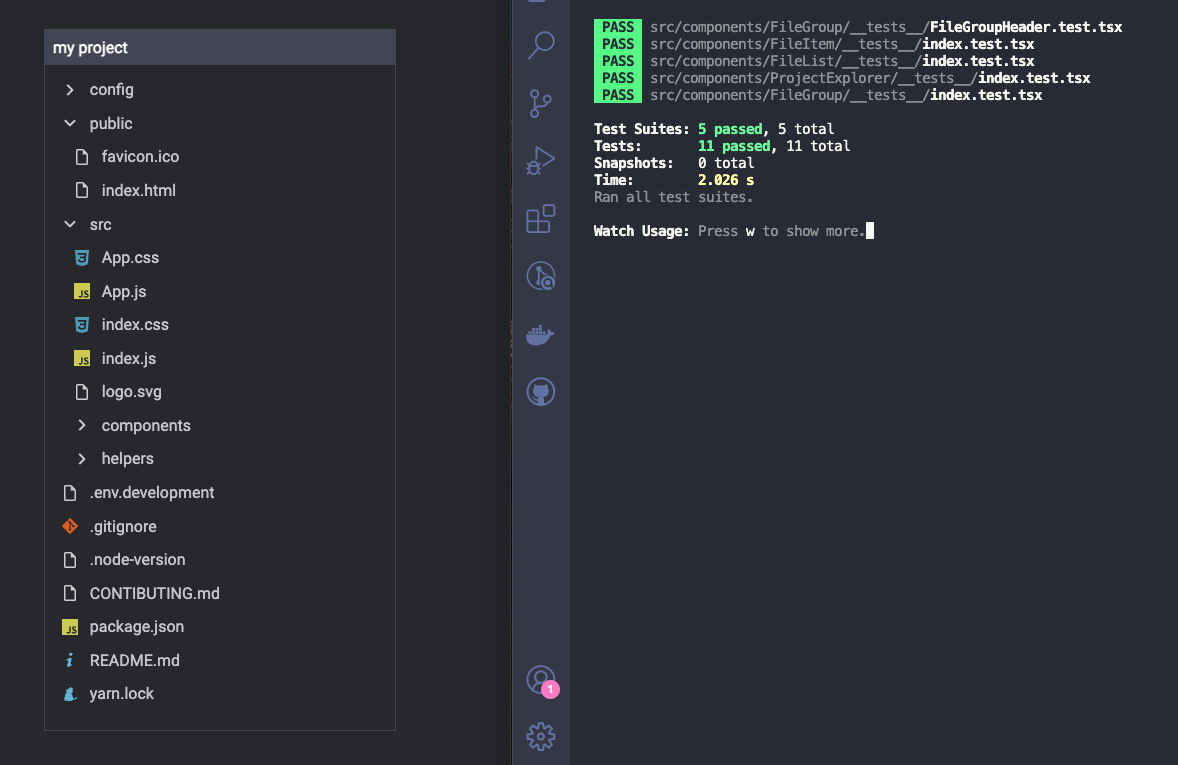 my project
config
public
favicon.ico
index.html
src
App.css
JS App.js
index.css
JS index.js
logo.svg
components
helpers
.env.development
.gitignore
.node-version
CONTIBUTING.md
JS package.json
i README.md
yarn.lock
1
PASS src/components/FileGroup/__tests__/FileGroupHeader.test.tsx
PASS src/components/FileItem/__tests__/index.test.tsx
PASS src/components/FileList/__tests__/index.test.tsx
PASS src/components/ProjectExplorer/__tests__/index.test.tsx
PASS src/components/FileGroup/__tests__/index.test.tsx
Test Suites: 5 passed, 5 total
Tests: 11 passed, 11 total
Snapshots: 0 total
Time: 2.026 s
Ran all test suites.
Watch Usage: Press w to show more.